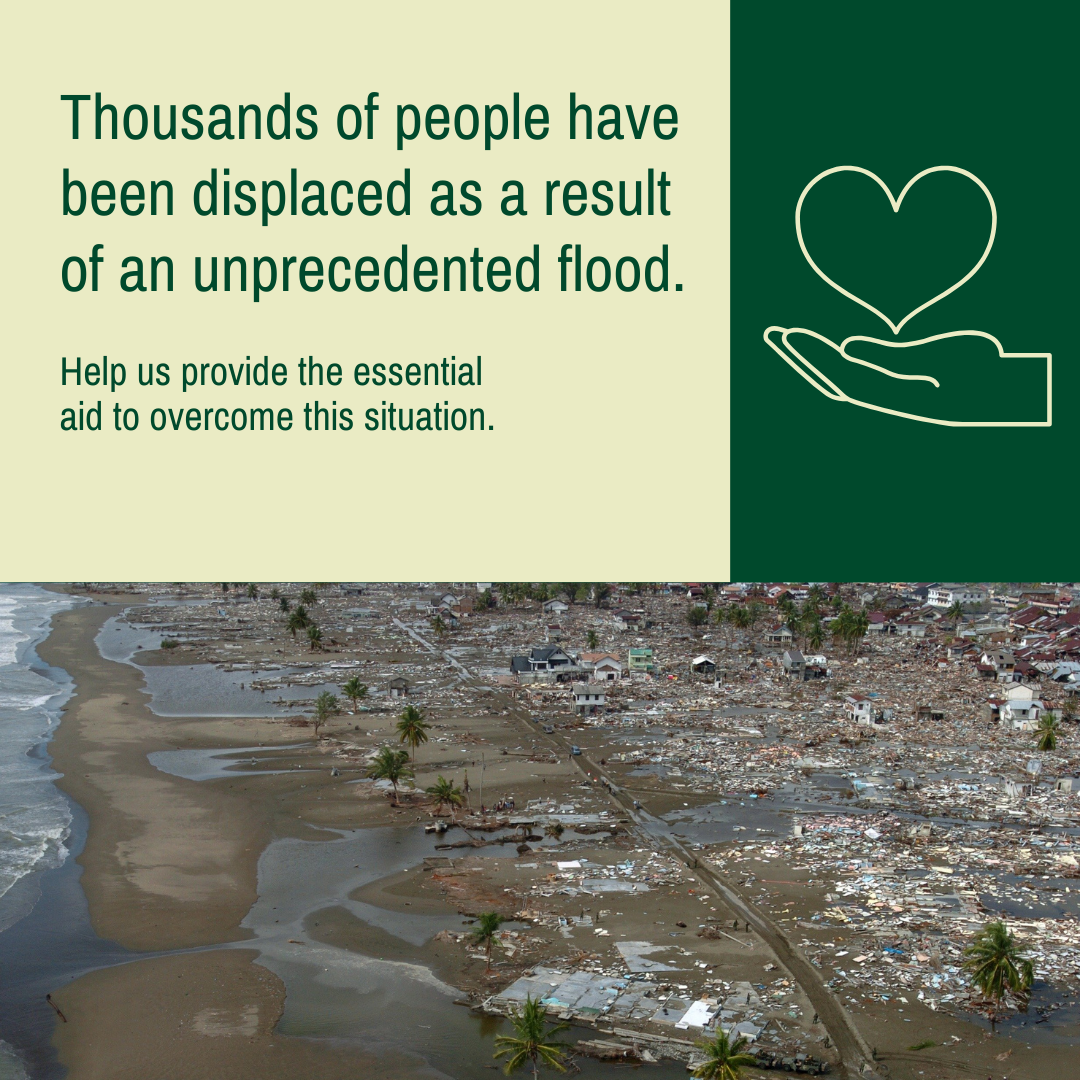 Thousands of people have
been displaced as a result
of an unprecedented flood.
Help us provide the essential
aid to overcome this situation.